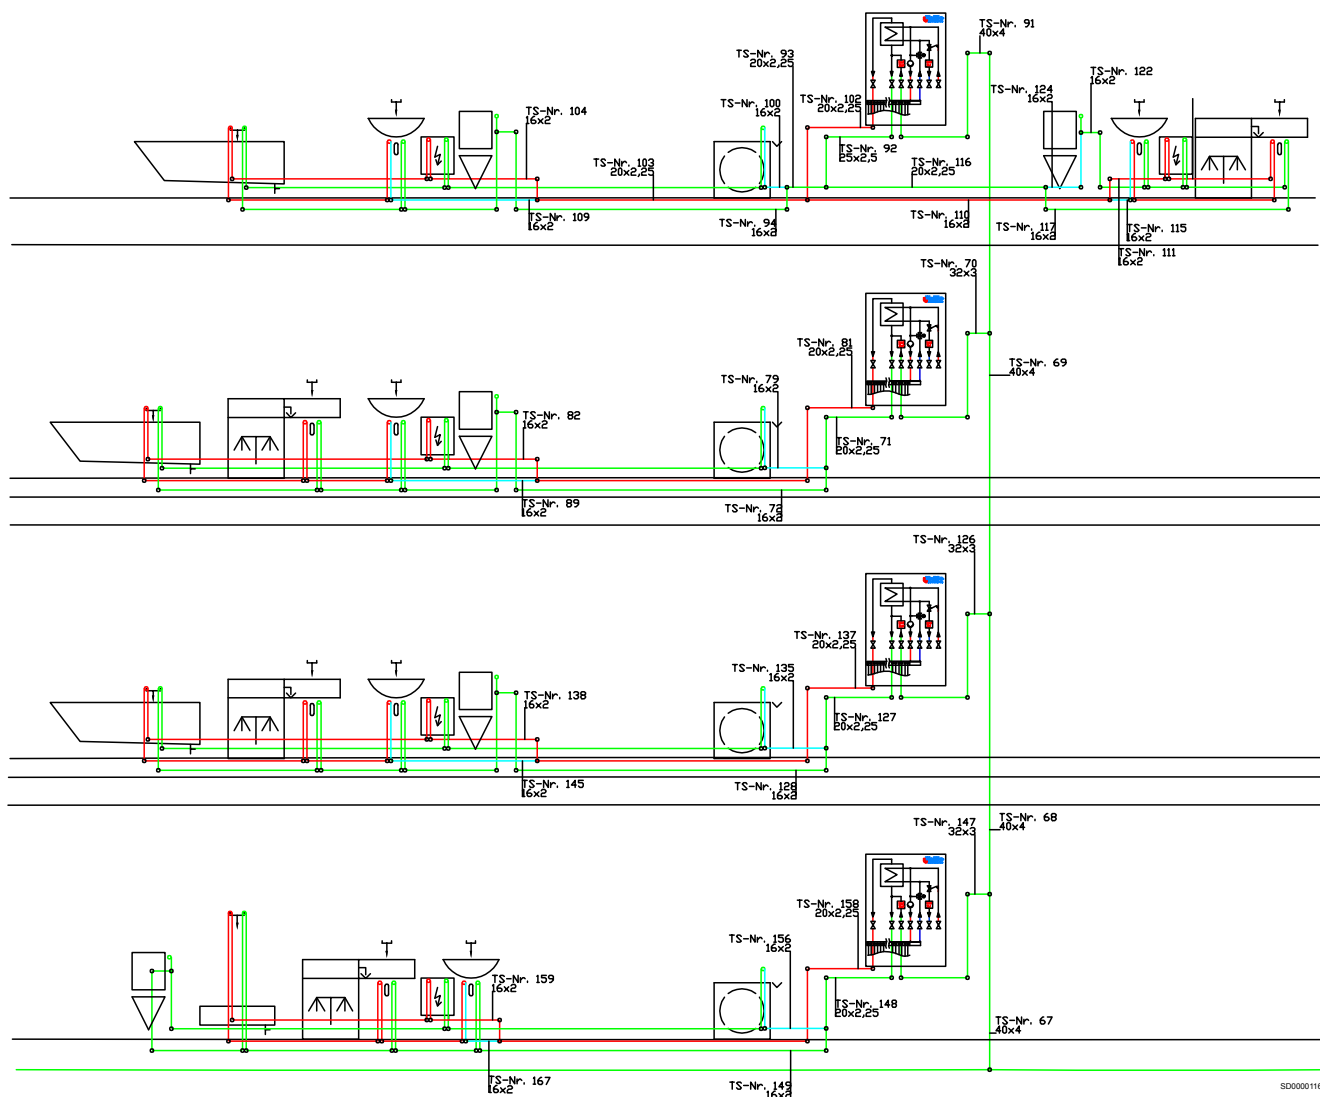 TS-Nr. 91
40x4
TS-Nr. 93
20x2,25
TS-Nr. 122
16x2
TS-Nr. 124
16x2
TS-Nr. 102
20x2,25
TS-Nr. 100
16x2
TS-Nr. 104
16x2
TS-Nr. 92
25x2,5
TS-Nr. 103
20x2,25
TS-Nr. 116
20x2,25
TS-Nr. 109
16x2
TS-Nr. 94
16x2
TS-Nr. 110
16x2
TS-Nr. 117
16x2
TS-Nr. 115
16x2
TS-Nr. 111
16x2
TS-Nr. 70
32x3
TS-Nr. 81
20x2,25
TS-Nr. 69
40x4
TS-Nr. 79
16x2
TS-Nr. 82
16x2
TS-Nr. 71
20x2,25
TS-Nr. 89
16x2
TS-Nr. 72
16x2
TS-Nr. 126
32x3
TS-Nr. 137
20x2,25
TS-Nr. 135
16x2
TS-Nr. 138
16x2
TS-Nr. 127
20x2,25
TS-Nr. 145
16x2
TS-Nr. 128
16x2
TS-Nr. 147
32x3
TS-Nr. 68
40x4
TS-Nr. 158
20x2,25
TS-Nr. 156
16x2
TS-Nr. 159
16x2
TS-Nr. 148
20x2,25
TS-Nr. 67
40x4
TS-Nr. 167
16x2
TS-Nr. 149
16x2
SD0000116